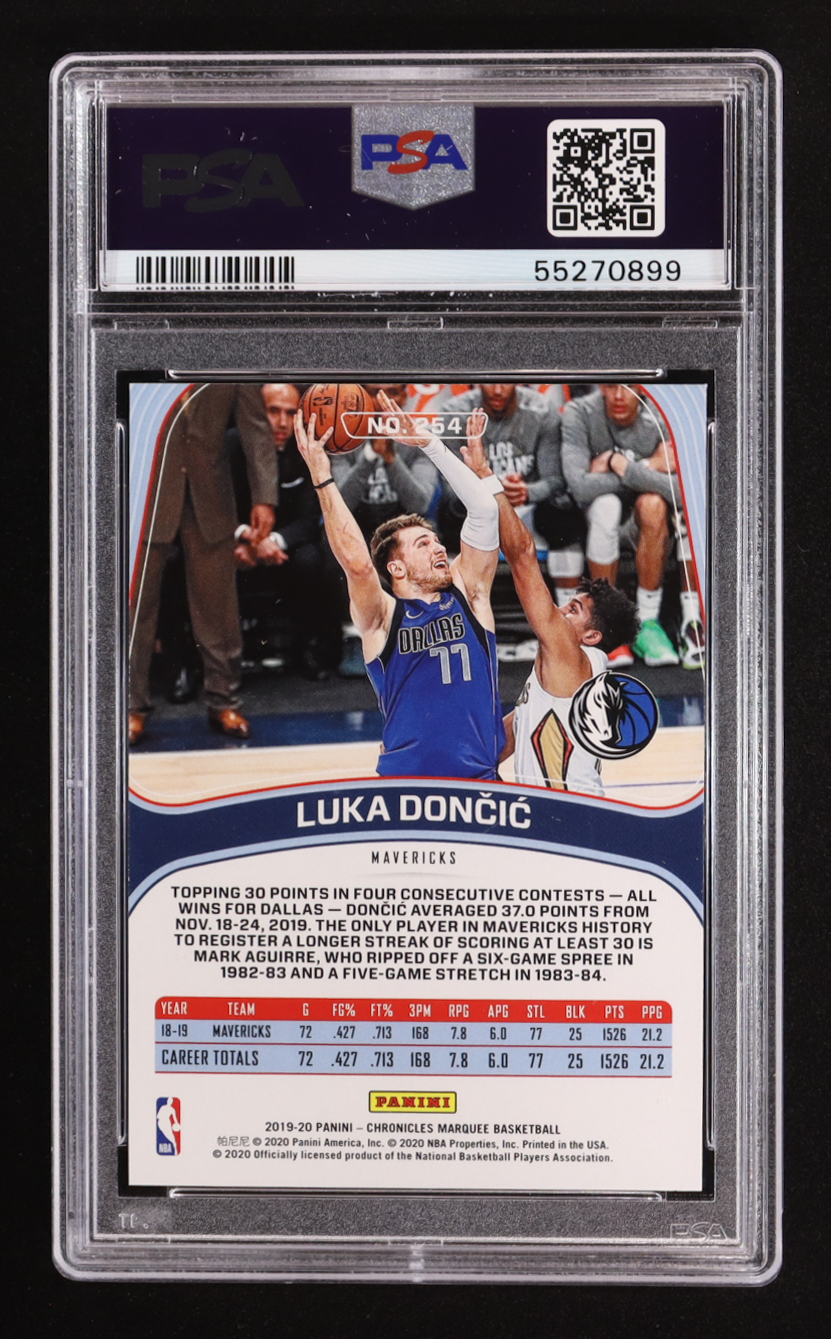 PSA
PSA
55270899
NO. 254
DALLAS
77
LUKA DONČIĆ
MAVERICKS
TOPPING 30 POINTS IN FOUR CONSECUTIVE CONTESTS — ALL
WINS FOR DALLAS — DONČIĆ AVERAGED 37.0 POINTS FROM
NOV. 18-24, 2019. THE ONLY PLAYER IN MAVERICKS HISTORY
TO REGISTER A LONGER STREAK OF SCORING AT LEAST 30 IS
MARK AGUIRRE, WHO RIPPED OFF A SIX-GAME SPREE IN
1982-83 AND A FIVE-GAME STRETCH IN 1983-84.
YEAR TEAM G FG% FT% 3PM RPG APG STL BLK PTS PPG
18-19 MAVERICKS 72 .427 .713 168 7.8 6.0 77 25 1526 21.2
CAREER TOTALS 72 .427 .713 168 7.8 6.0 77 25 1526 21.2
PANINI
NBA
2019-20 PANINI – CHRONICLES MARQUEE BASKETBALL
帕尼尼 © 2020 Panini America, Inc. © 2020 NBA Properties, Inc. Printed in the USA.
© 2020 Officially licensed product of the National Basketball Players Association.
PSA